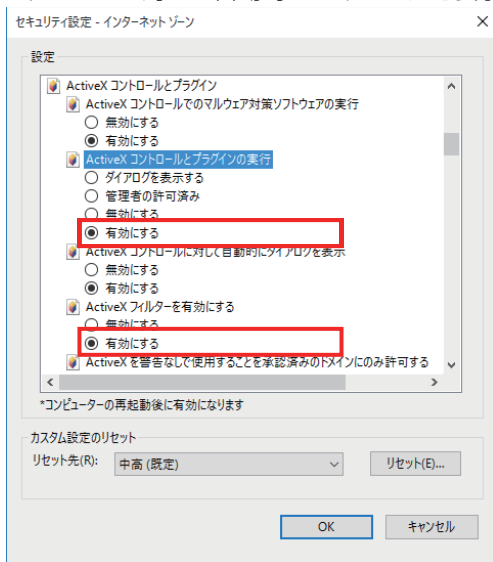 セキュリティ設定 - インターネット ゾーン
設定
ActiveX コントロールとプラグイン
ActiveX コントロールでのマルウェア対策ソフトウェアの実行
無効にする
有効にする
ActiveX コントロールとプラグインの実行
ダイアログを表示する
管理者の許可済み
無効にする
有効にする
ActiveX コントロールに対して自動的にダイアログを表示
無効にする
有効にする
ActiveX フィルターを有効にする
無効にする
有効にする
ActiveX を警告なしで使用することを承認済みのドメインにのみ許可する
*コンピューターの再起動後に有効になります
カスタム設定のリセット
リセット先(R): 中高 (既定) リセット(E)...
OK キャンセル